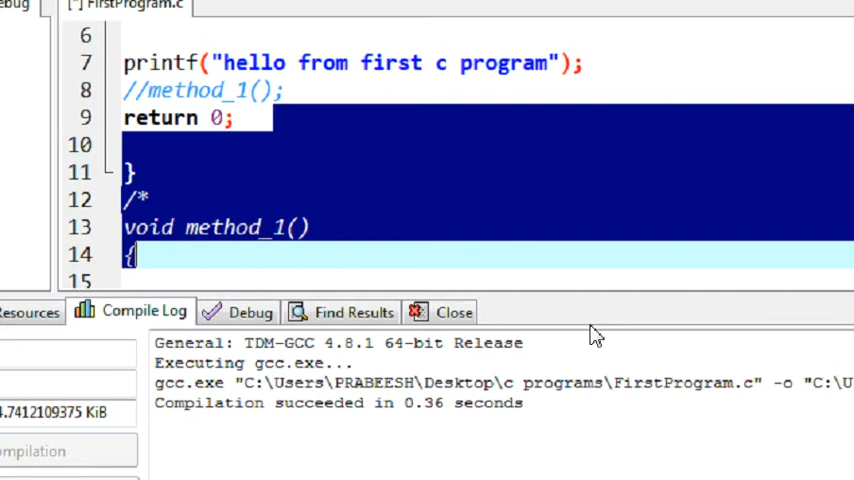 ebug
[*] FirstProgram.c
6
7 printf("hello from first c program");
8 //method_1();
9 return 0;
10
11 }
12 /*
13 void method_1()
14 {
15
Resources Compile Log Debug Find Results Close
General: TDM-GCC 4.8.1 64-bit Release
Executing gcc.exe...
gcc.exe "C:\Users\PRABEESH\Desktop\c programs\FirstProgram.c" -o "C:\U
4.7412109375 KiB
Compilation succeeded in 0.36 seconds
ompilation